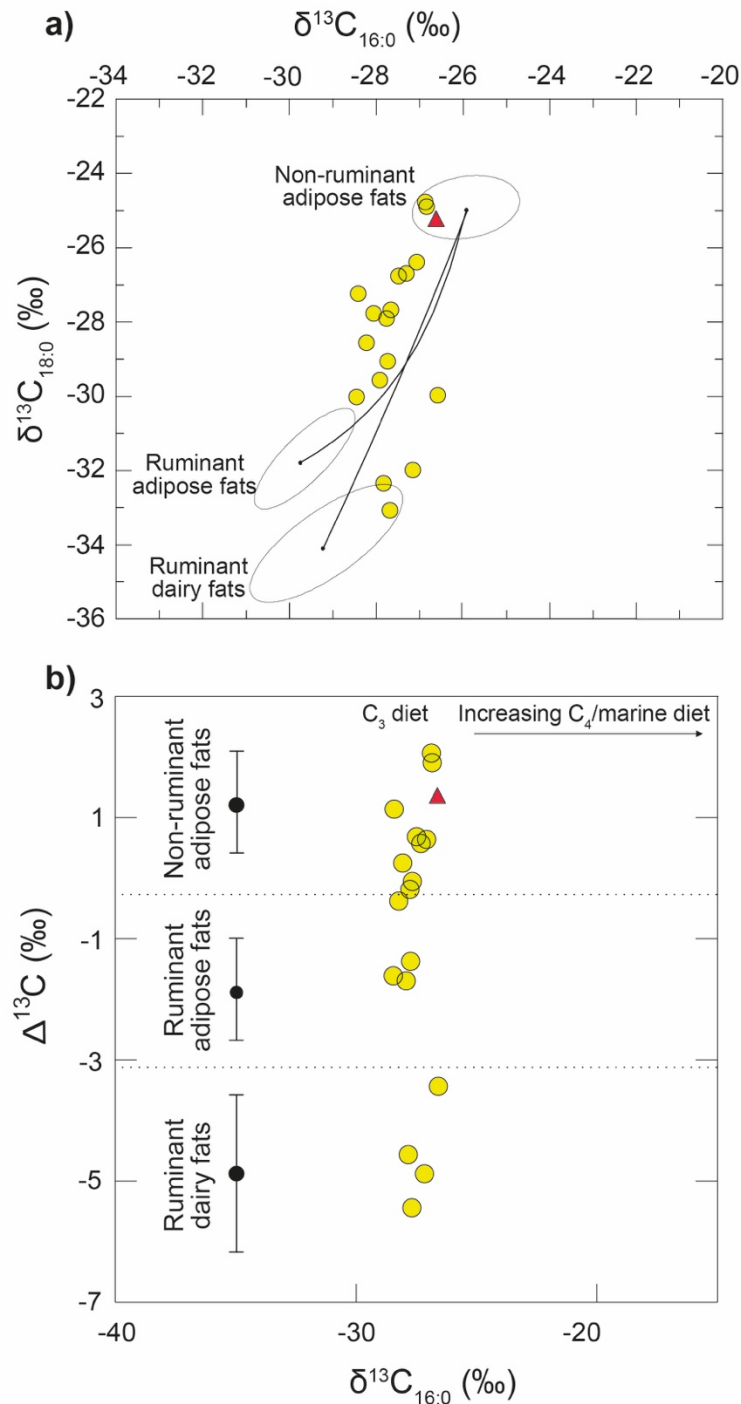 a)
δ¹³C₁₆:₀ (‰)
-34 -30 -28 -26 -24 -22 -20
-22
-24
-26
-28
-30
-32
-34
-36
δ¹³C₁₈:₀ (‰)
Non-ruminant
adipose fats
Ruminant
adipose fats
Ruminant
dairy fats
b)
3
1
-1
-3
-5
-7
Δ¹³C (‰)
C₃ diet
Increasing C₄/marine diet
Non-ruminant
adipose fats
Ruminant
adipose fats
Ruminant
dairy fats
-40 -30 -20
δ¹³C₁₆:₀ (‰)